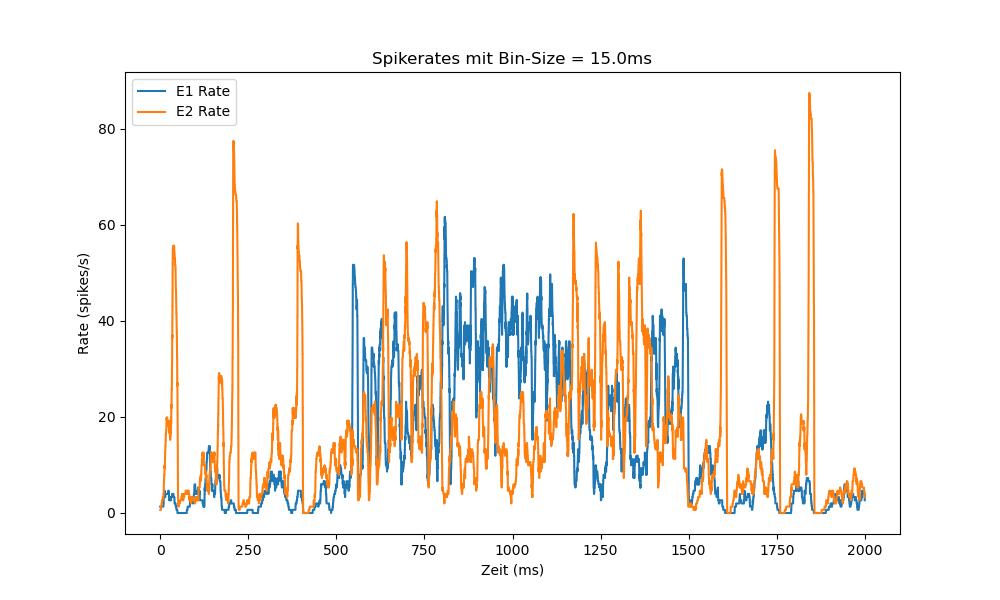 Spikerates mit Bin-Size = 15.0ms
E1 Rate
E2 Rate
80
60
40
20
0
Rate (spikes/s)
0 250 500 750 1000 1250 1500 1750 2000
Zeit (ms)